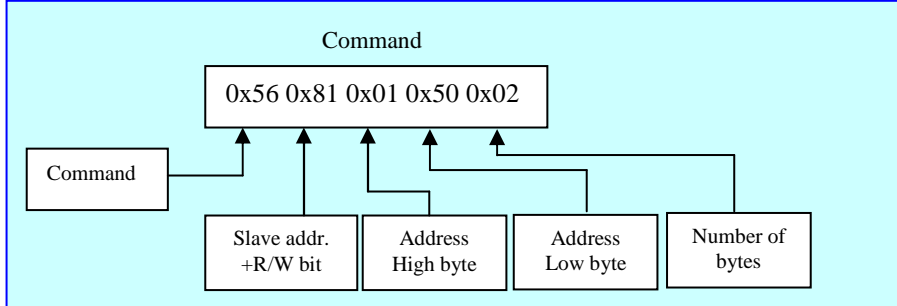 Command
0x56 0x81 0x01 0x50 0x02
Command
Slave addr.
+R/W bit
Address
High byte
Address
Low byte
Number of
bytes